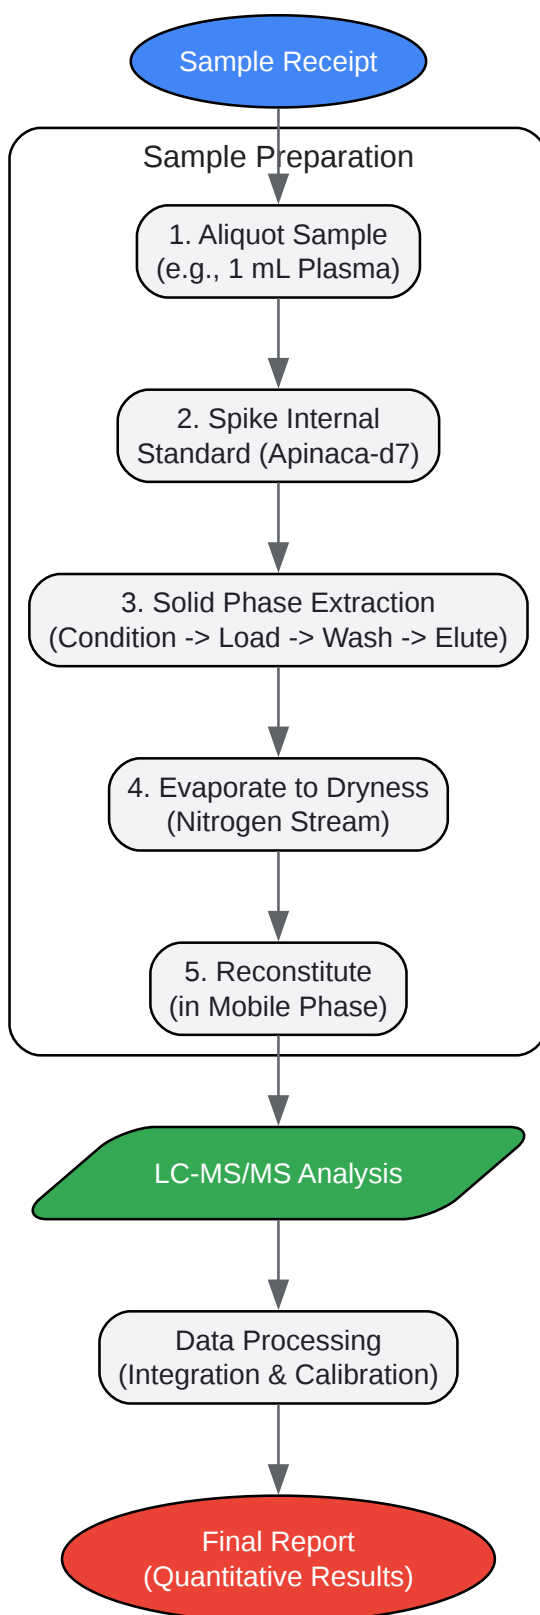 Sample Receipt
Sample Preparation
1. Aliquot Sample
(e.g., 1 mL Plasma)
2. Spike Internal
Standard (Apinaca-d7)
3. Solid Phase Extraction
(Condition -> Load -> Wash -> Elute)
4. Evaporate to Dryness
(Nitrogen Stream)
5. Reconstitute
(in Mobile Phase)
LC-MS/MS Analysis
Data Processing
(Integration & Calibration)
Final Report
(Quantitative Results)